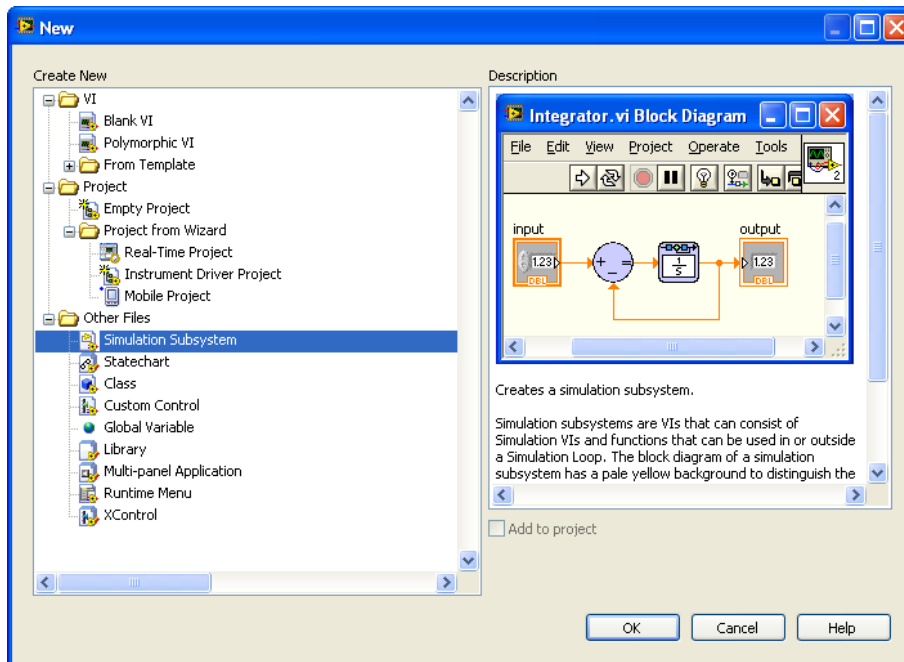 New
Create New
VI
Blank VI
Polymorphic VI
From Template
Project
Empty Project
Project from Wizard
Real-Time Project
Instrument Driver Project
Mobile Project
Other Files
Simulation Subsystem
Statechart
Class
Custom Control
Global Variable
Library
Multi-panel Application
Runtime Menu
XControl
Description
Integrator.vi Block Diagram
File Edit View Project Operate Tools
2
input
output
1.23
DBL
+ - =
1
s
1.23
DBL
Creates a simulation subsystem.
Simulation subsystems are VIs that can consist of
Simulation VIs and functions that can be used in or outside
a Simulation Loop. The block diagram of a simulation
subsystem has a pale yellow background to distinguish the
Add to project
OK
Cancel
Help